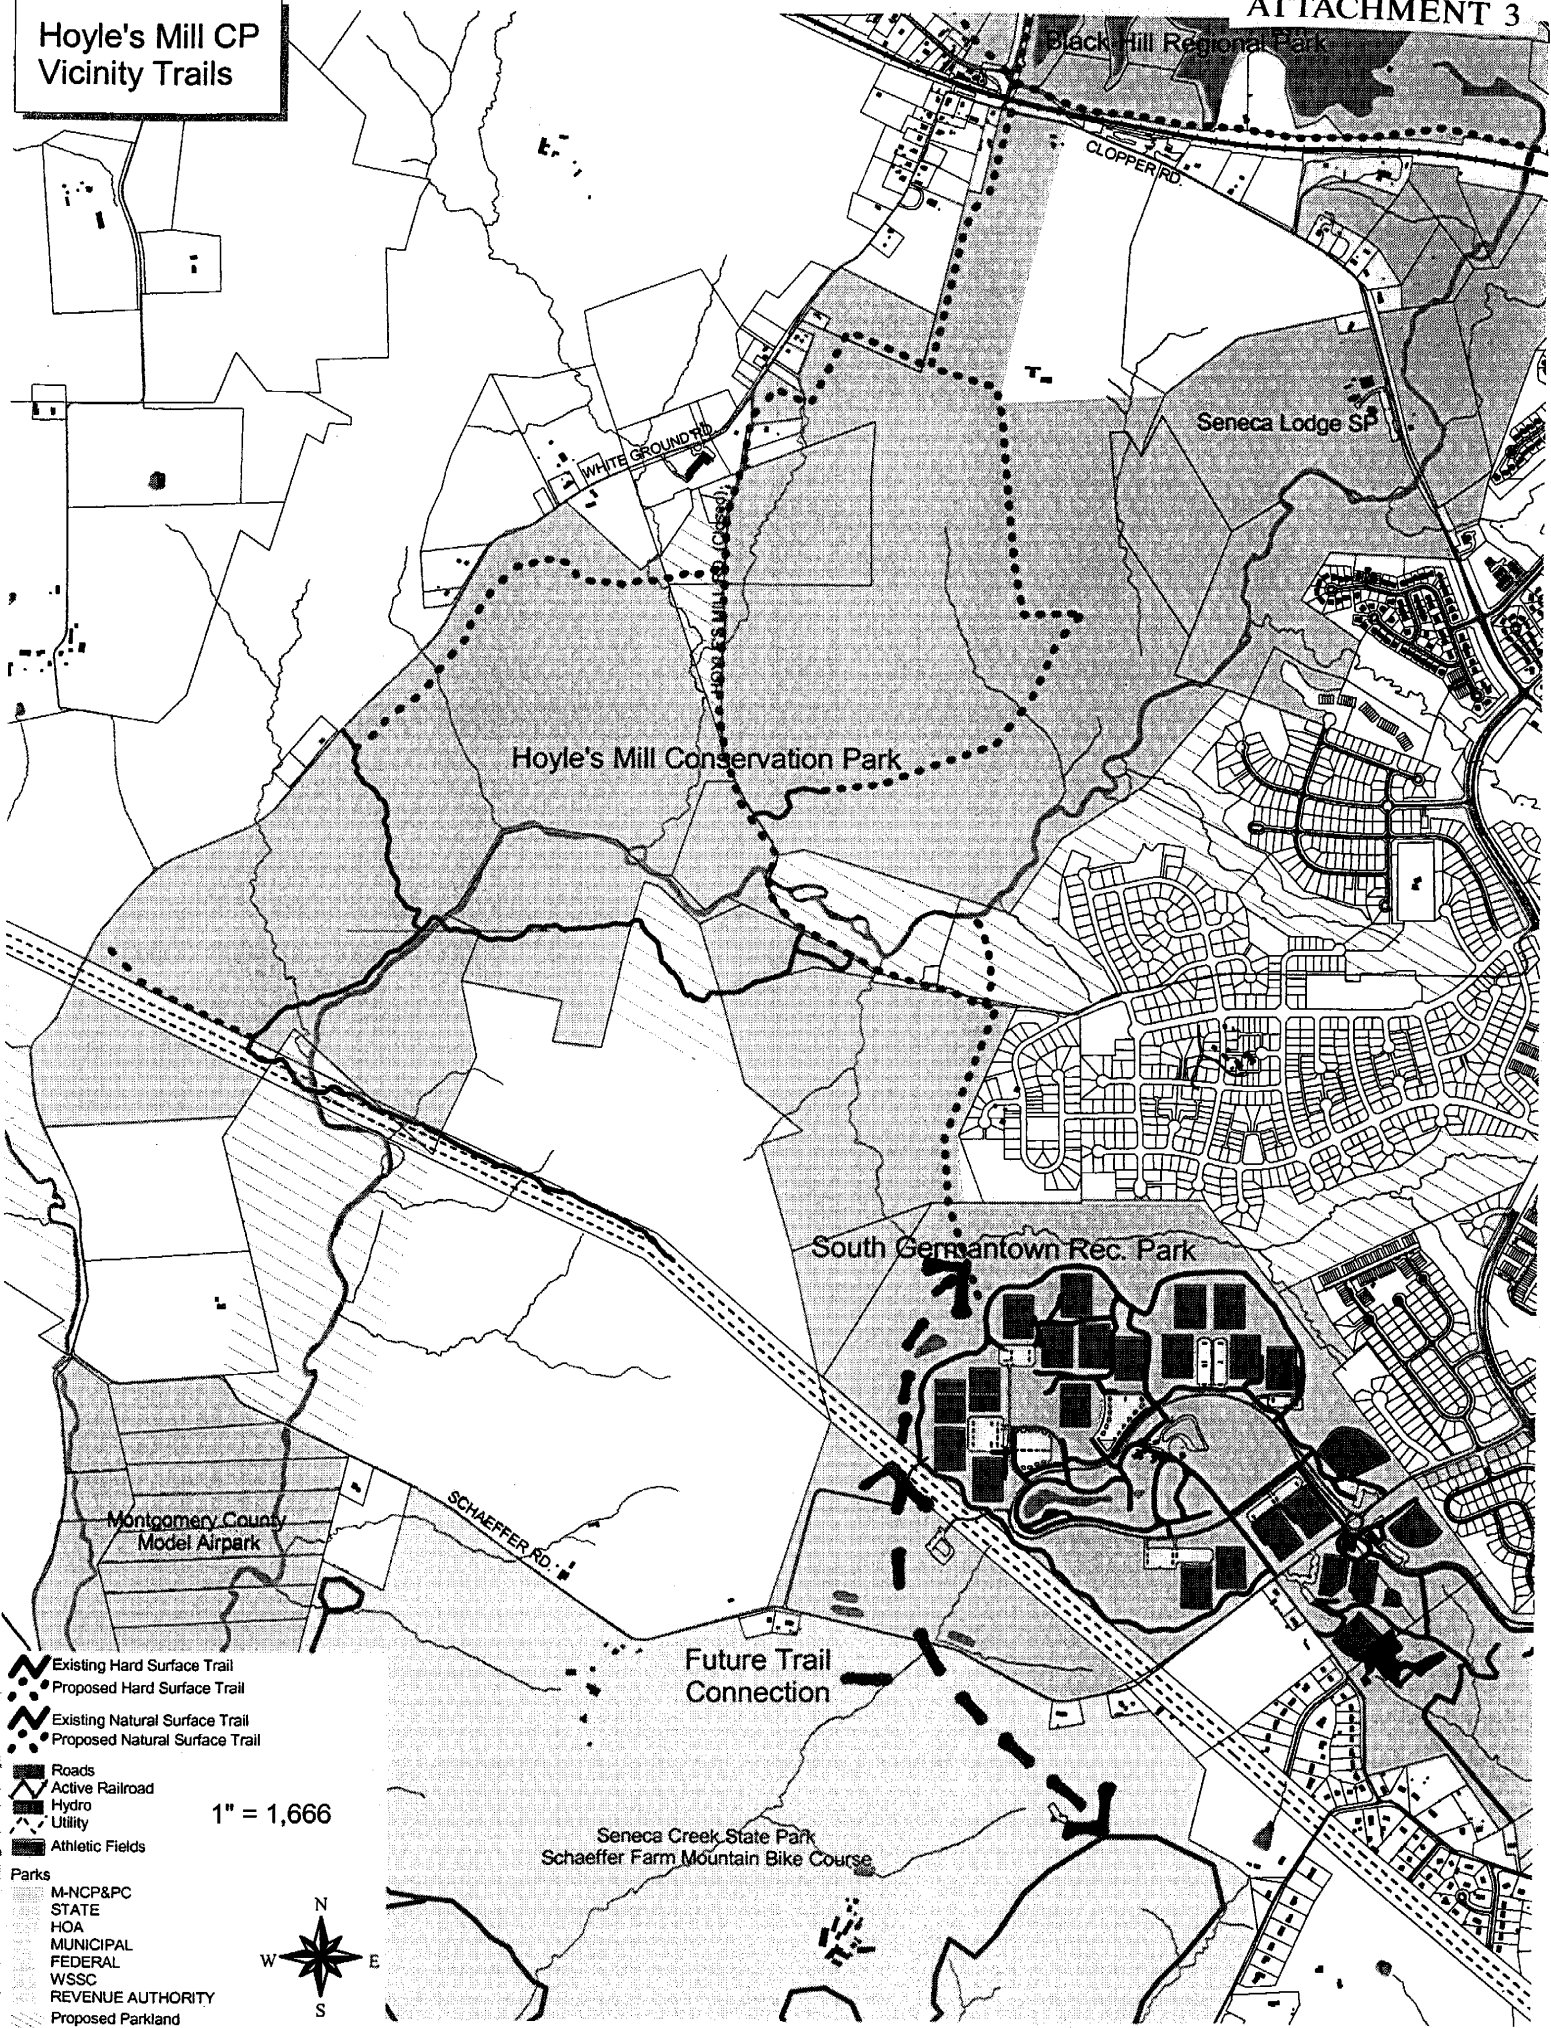 ATTACHMENT 3
Hoyle's Mill CP
Vicinity Trails
Black Hill Regional Park
CLOPPER RD.
Seneca Lodge SP
WHITE GROUND RD.
HOYLE'S MILL RD. (Closed)
Hoyle's Mill Conservation Park
South Germantown Rec. Park
SCHAEFFER RD.
Montgomery County
Model Airpark
Future Trail
Connection
Seneca Creek State Park
Schaeffer Farm Mountain Bike Course
Existing Hard Surface Trail
Proposed Hard Surface Trail
Existing Natural Surface Trail
Proposed Natural Surface Trail
Roads
Active Railroad
Hydro
Utility
Athletic Fields
1" = 1,666
Parks
M-NCP&PC
STATE
HOA
MUNICIPAL
FEDERAL
WSSC
REVENUE AUTHORITY
Proposed Parkland
N
W
E
S